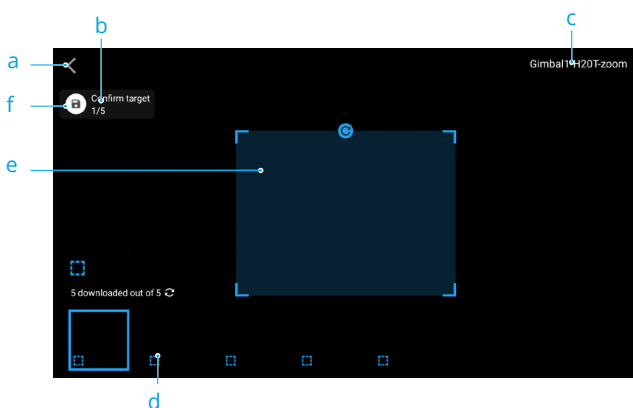 b
c
a
Gimbal1-H20T-zoom
f
Confirm target
1/5
e
5 downloaded out of 5
d